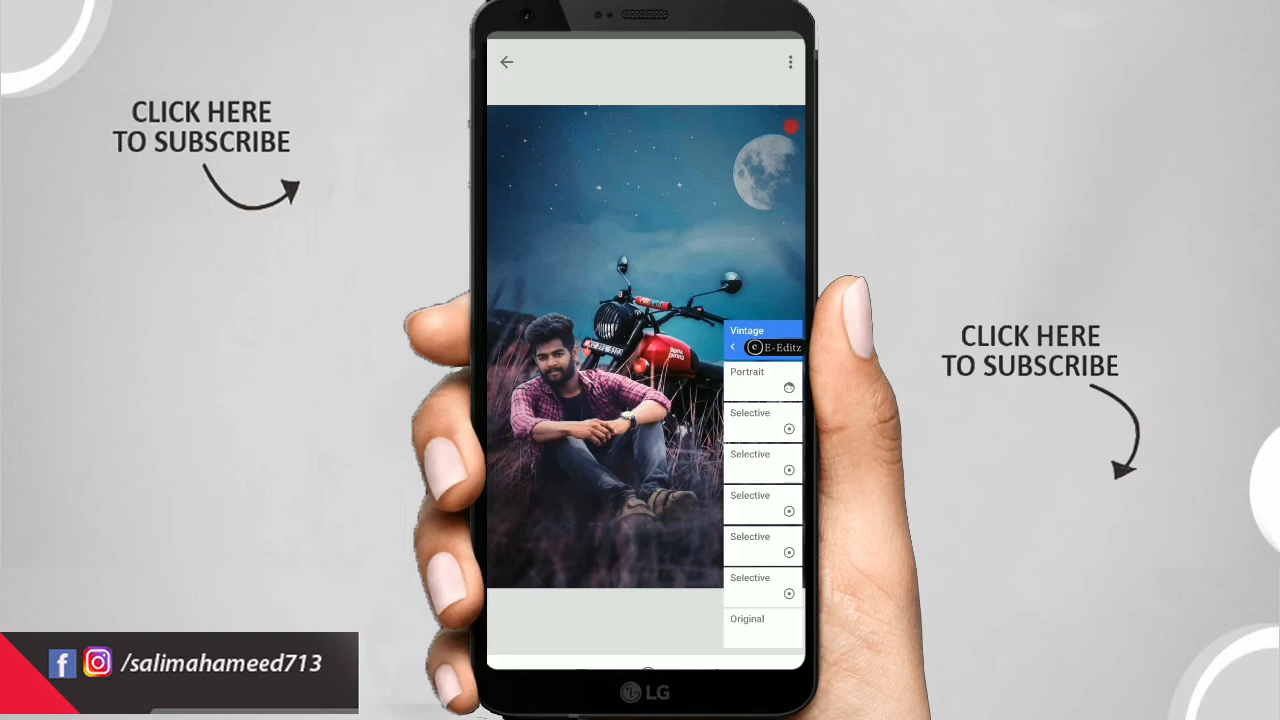 CLICK HERE
TO SUBSCRIBE
Vintage
E-Editz
Portrait
Selective
Selective
Selective
Selective
Selective
Original
CLICK HERE
TO SUBSCRIBE
/salimahameed713
LG